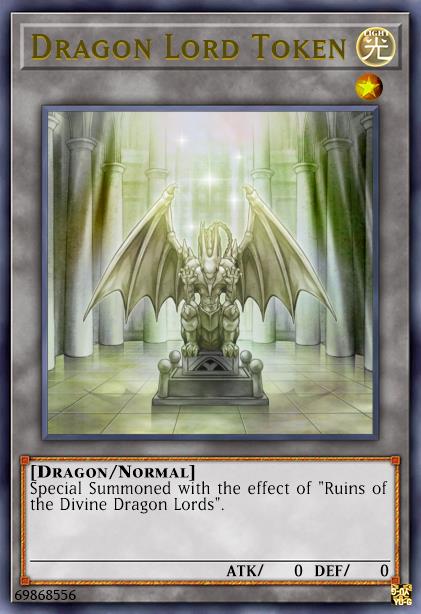 DRAGON LORD TOKEN
LIGHT
光
[DRAGON/NORMAL]
Special Summoned with the effect of "Ruins of
the Divine Dragon Lords".
ATK/ 0 DEF/ 0
69868556